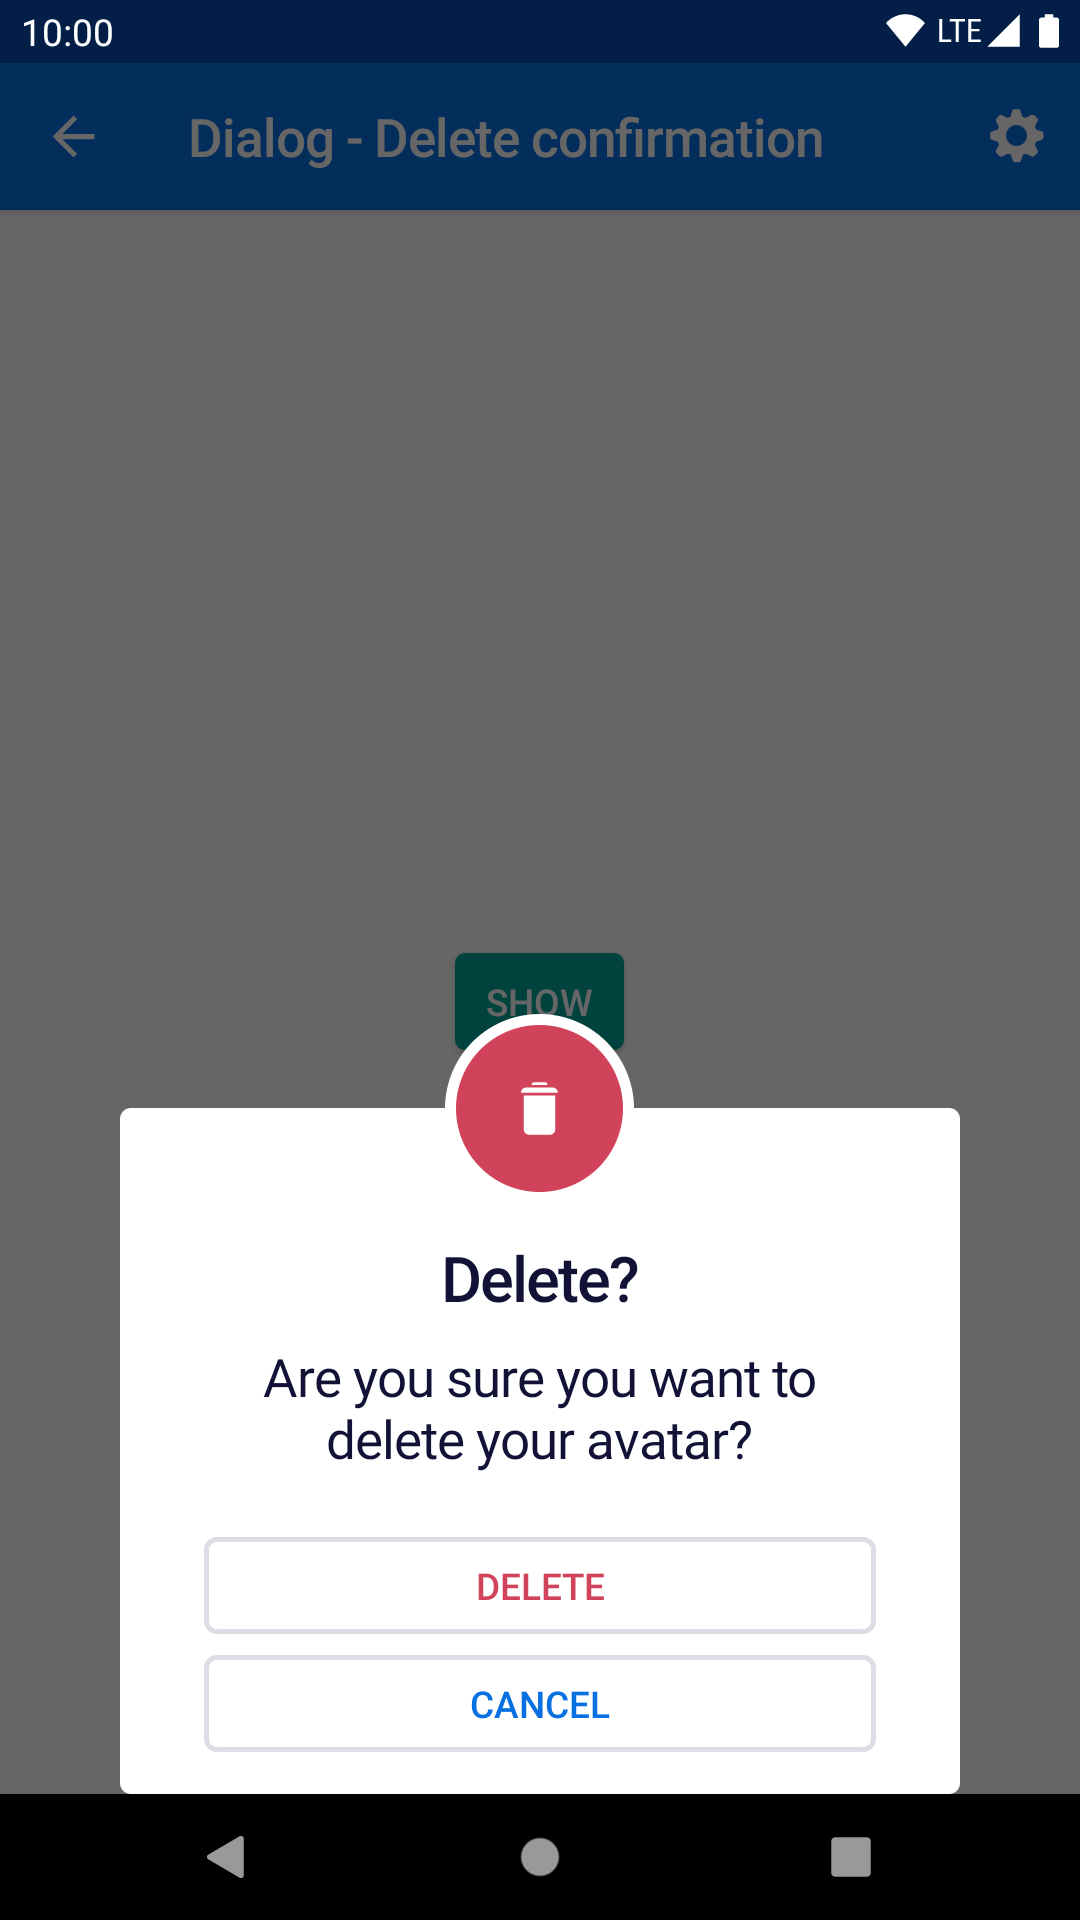 10:00 LTE
Dialog - Delete confirmation
SHOW
Delete?
Are you sure you want to
delete your avatar?
DELETE
CANCEL